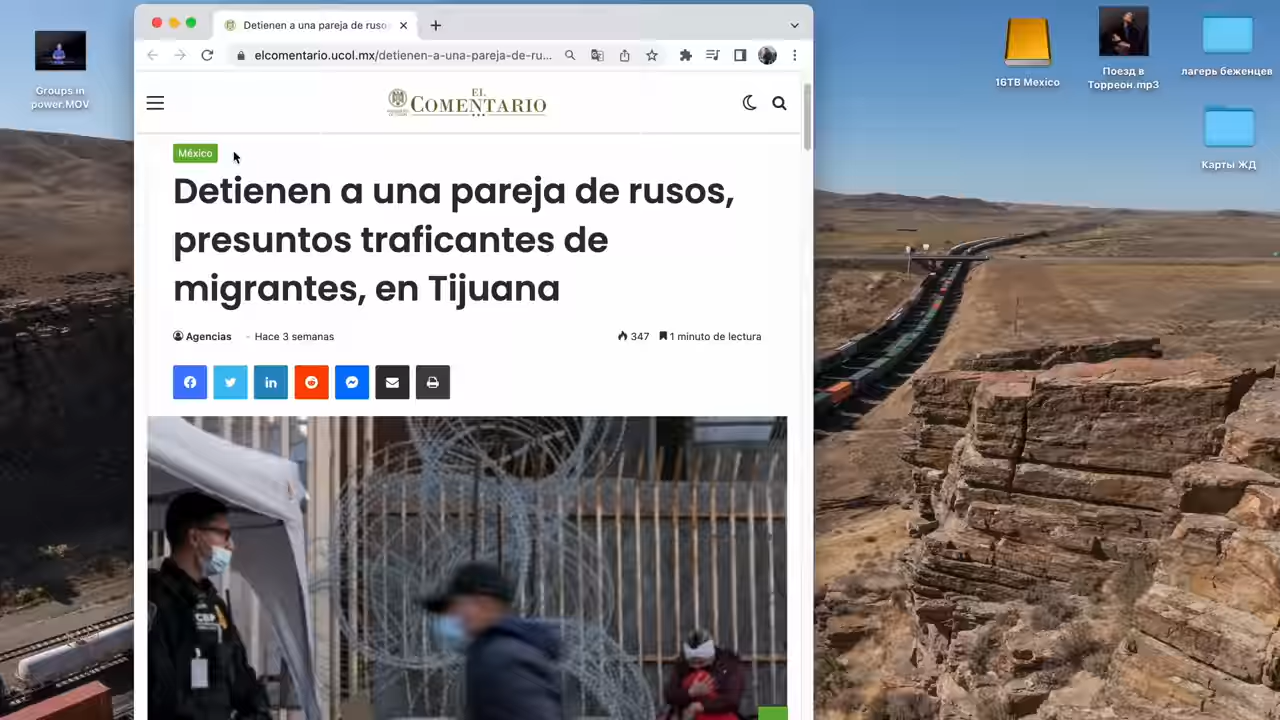 Groups in
power.MOV
Detienen a una pareja de rusos
elcomentario.ucol.mx/detienen-a-una-pareja-de-ru...
EL
COMENTARIO
México
Detienen a una pareja de rusos,
presuntos traficantes de
migrantes, en Tijuana
Agencias - Hace 3 semanas
347 1 minuto de lectura
CBP
16TB Mexico
Поезд в
Торреон.mp3
лагерь беженцев
Карты ЖД